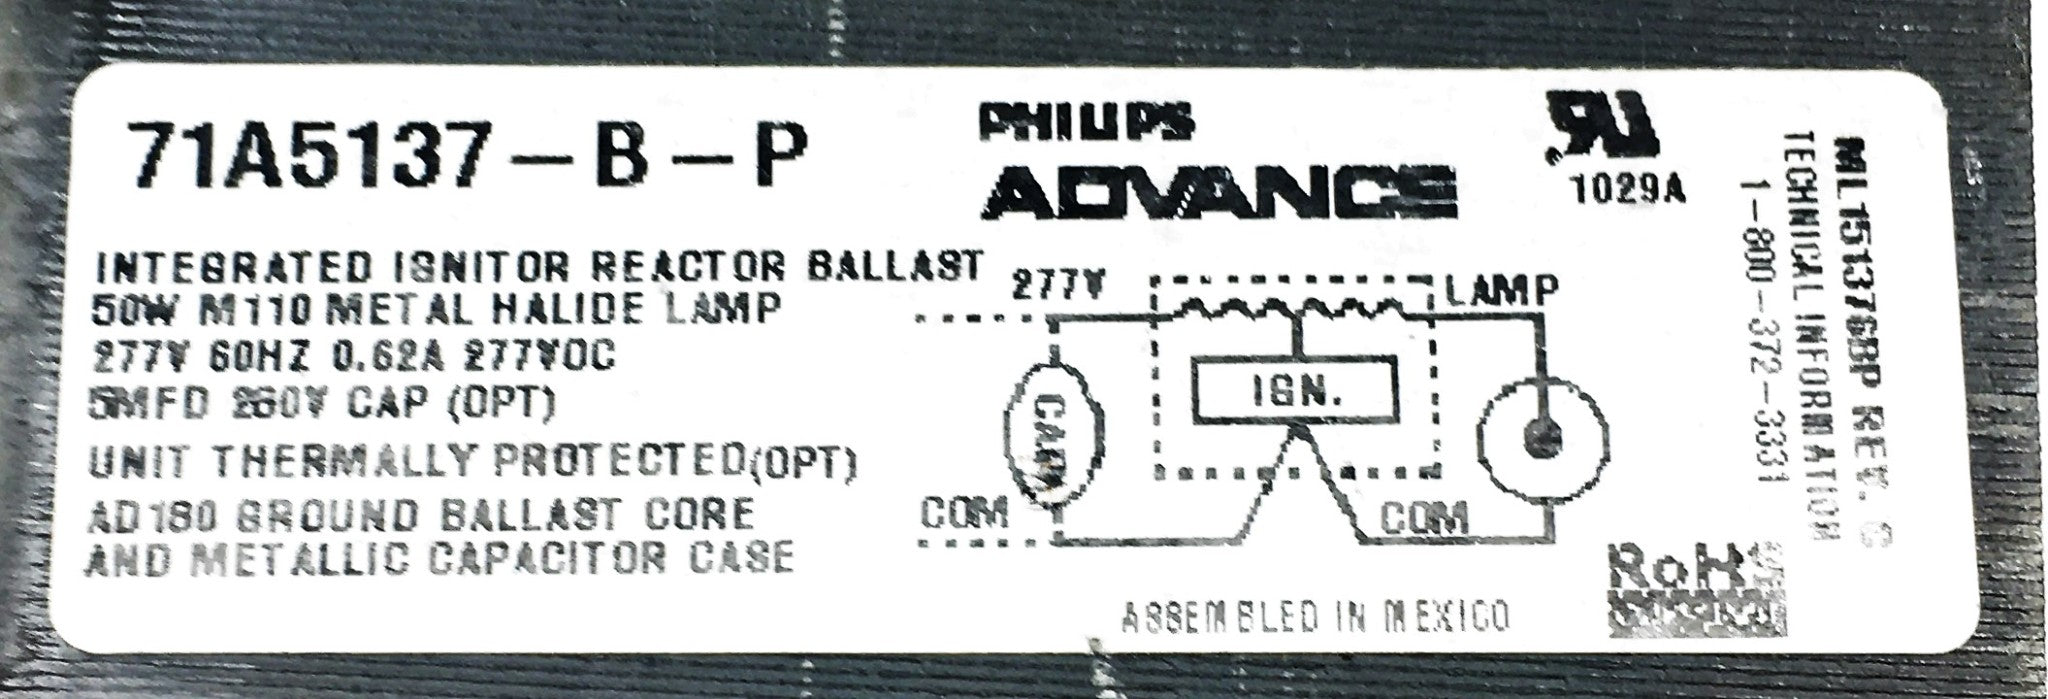 71A5137-B-P
INTEGRATED IGNITOR REACTOR BALLAST
50W M110 METAL HALIDE LAMP
277V 60HZ 0.62A 277VOC
5MFD CAP (OPT)
UNIT THERMALLY PROTECTED(OPT)
AD180 GROUND BALLAST CORE
AND METALLIC CAPACITOR CASE
PHILIPS
ADVANCE
1029A
277V
LAMP
IGN.
CAP.
COM
COM
ASSEMBLED IN MEXICO
RoHS
ML1513768P REV.
TECHNICAL INFORMATION
1-800-372-3331